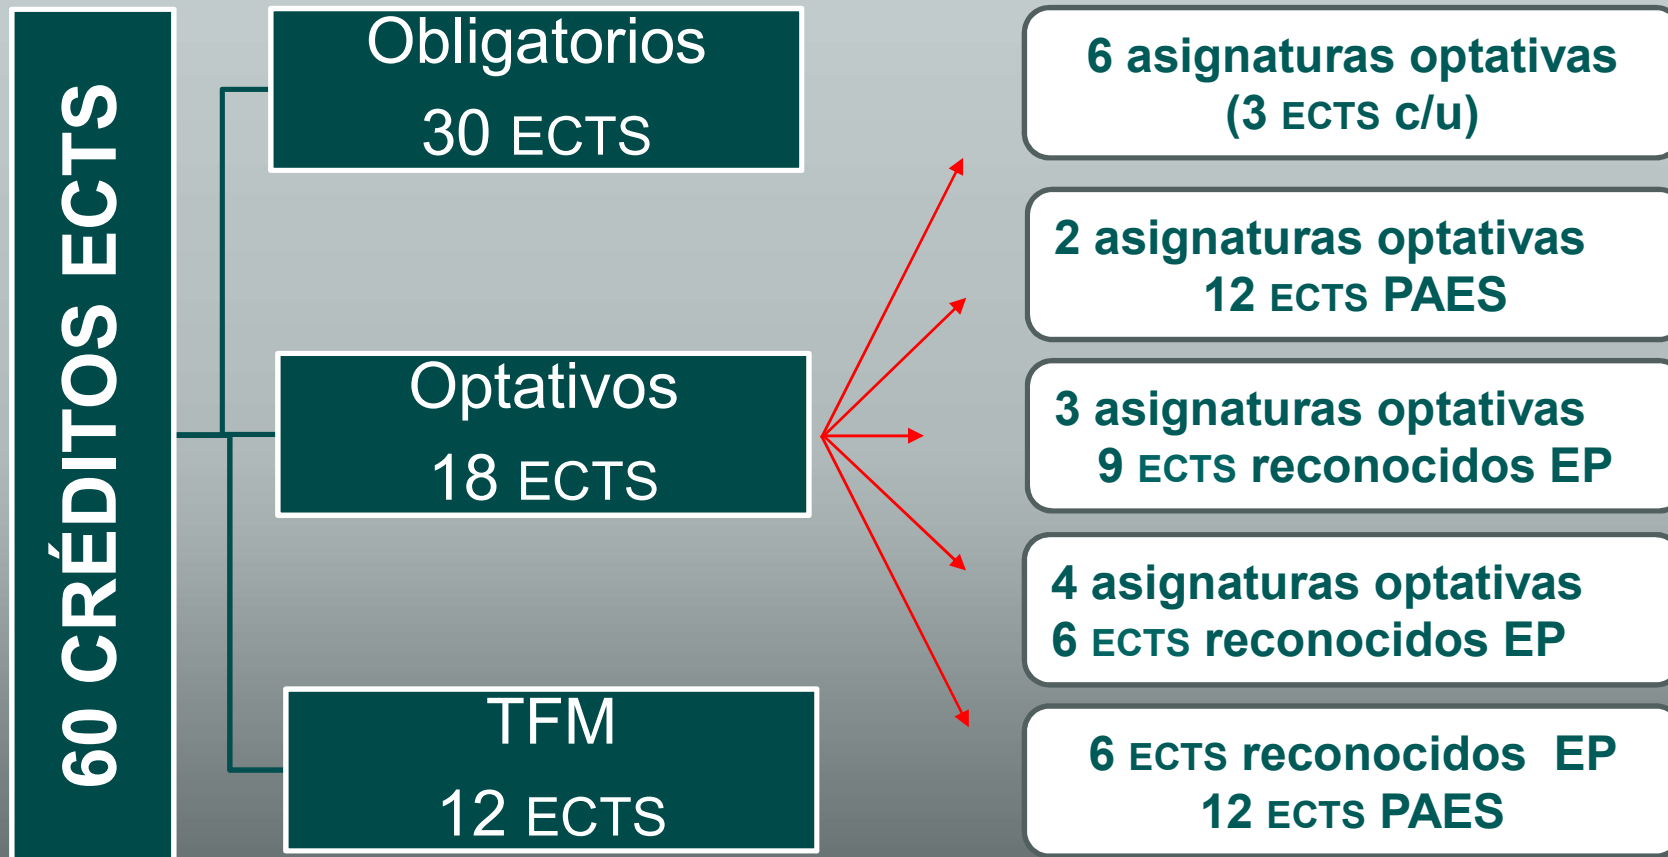 60 CRÉDITOS ECTS
Obligatorios
30 ECTS
Optativos
18 ECTS
TFM
12 ECTS
6 asignaturas optativas
(3 ECTS c/u)
2 asignaturas optativas
12 ECTS PAES
3 asignaturas optativas
9 ECTS reconocidos EP
4 asignaturas optativas
6 ECTS reconocidos EP
6 ECTS reconocidos EP
12 ECTS PAES